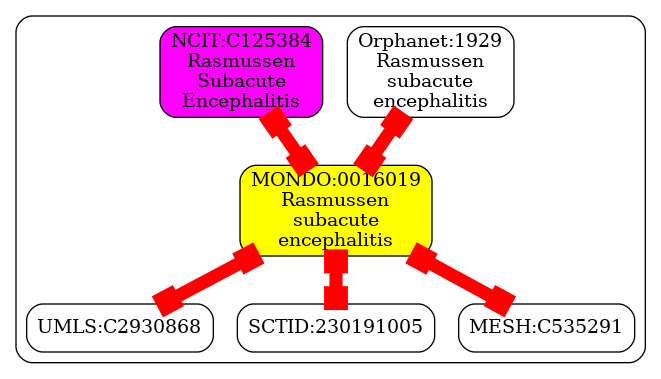 NCIT:C125384
Rasmussen
Subacute
Encephalitis
Orphanet:1929
Rasmussen
subacute
encephalitis
MONDO:0016019
Rasmussen
subacute
encephalitis
UMLS:C2930868
SCTID:230191005
MESH:C535291